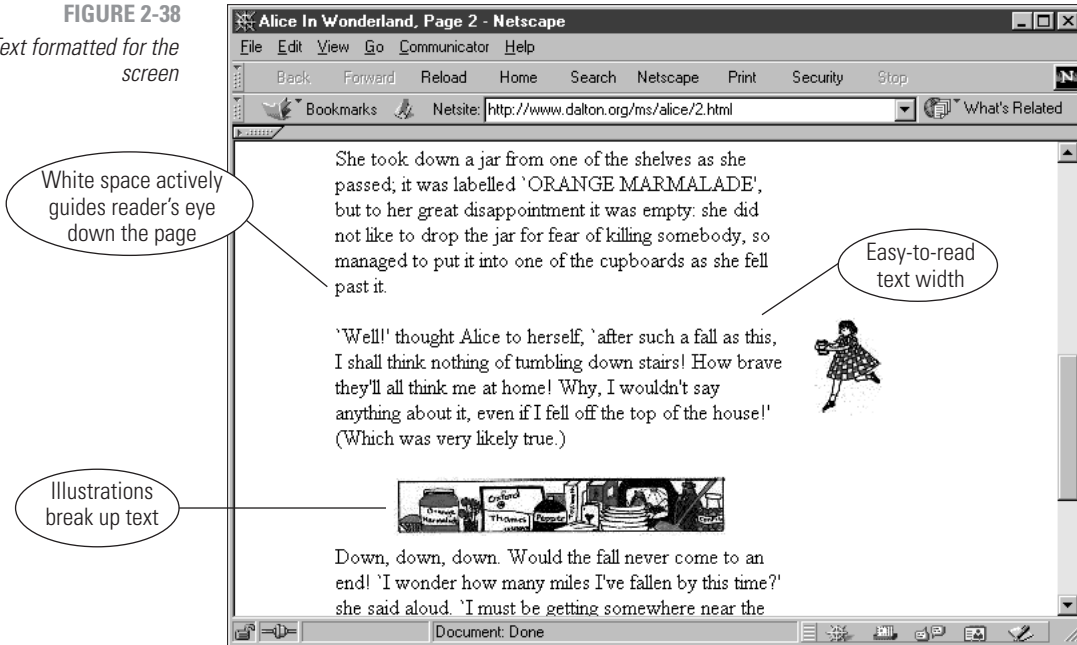 FIGURE 2-38
Text formatted for the
screen
Alice In Wonderland, Page 2 - Netscape
File Edit View Go Communicator Help
Back Forward Reload Home Search Netscape Print Security Stop
N
Bookmarks Netsite: http://www.dalton.org/ms/alice/2.html What's Related
She took down a jar from one of the shelves as she
passed; it was labelled `ORANGE MARMALADE',
but to her great disappointment it was empty: she did
not like to drop the jar for fear of killing somebody, so
managed to put it into one of the cupboards as she fell
past it.
White space actively
guides reader's eye
down the page
Easy-to-read
text width
`Well!' thought Alice to herself, `after such a fall as this,
I shall think nothing of tumbling down stairs! How brave
they'll all think me at home! Why, I wouldn't say
anything about it, even if I fell off the top of the house!'
(Which was very likely true.)
Illustrations
break up text
Orange
Marmalade
Oxford
@
Thames
Pepper
Down, down, down. Would the fall never come to an
end! `I wonder how many miles I've fallen by this time?'
she said aloud. `I must be getting somewhere near the
Document: Done